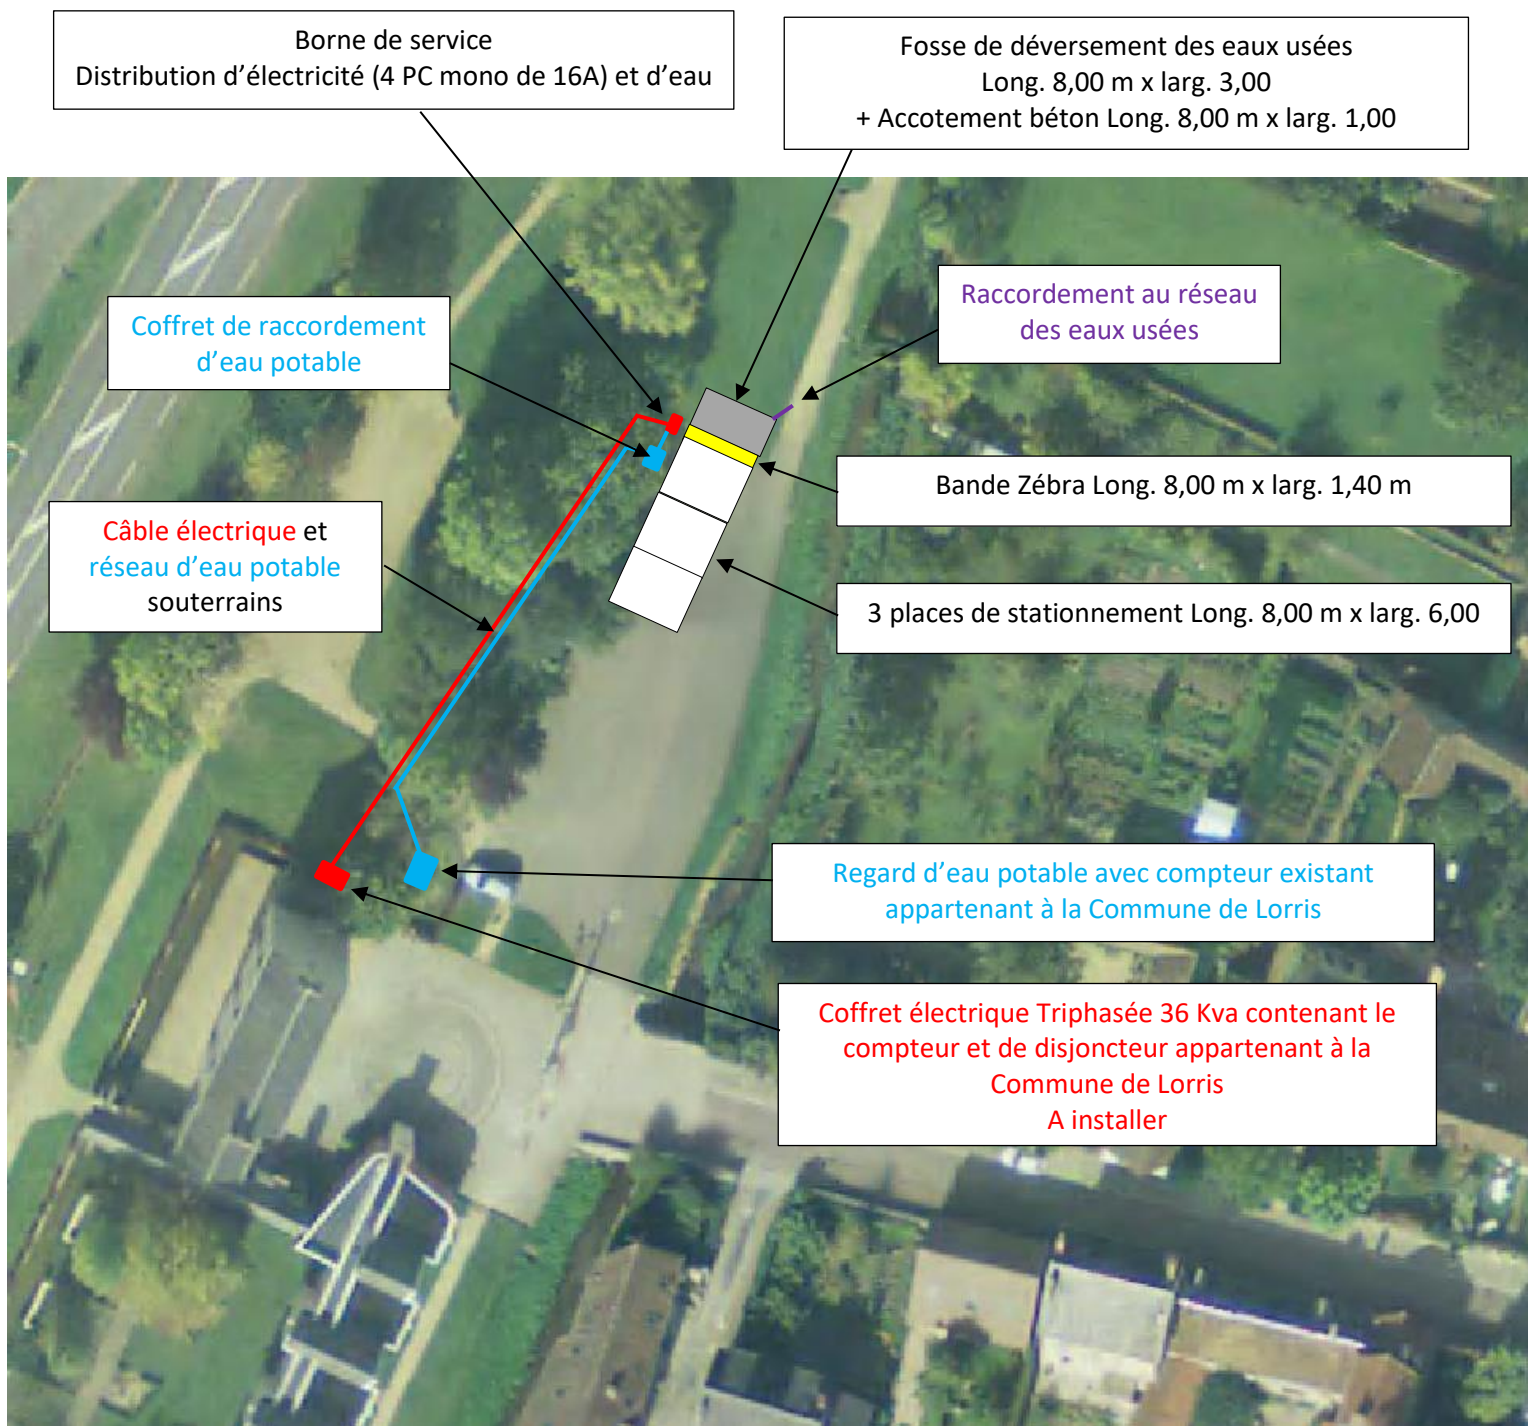 Borne de service
Distribution d’électricité (4 PC mono de 16A) et d’eau
Fosse de déversement des eaux usées
Long. 8,00 m x larg. 3,00
+ Accotement béton Long. 8,00 m x larg. 1,00
Coffret de raccordement
d’eau potable
Raccordement au réseau
des eaux usées
Bande Zébra Long. 8,00 m x larg. 1,40 m
Câble électrique et
réseau d’eau potable
souterrains
3 places de stationnement Long. 8,00 m x larg. 6,00
Regard d’eau potable avec compteur existant
appartenant à la Commune de Lorris
Coffret électrique Triphasée 36 Kva contenant le
compteur et de disjoncteur appartenant à la
Commune de Lorris
A installer